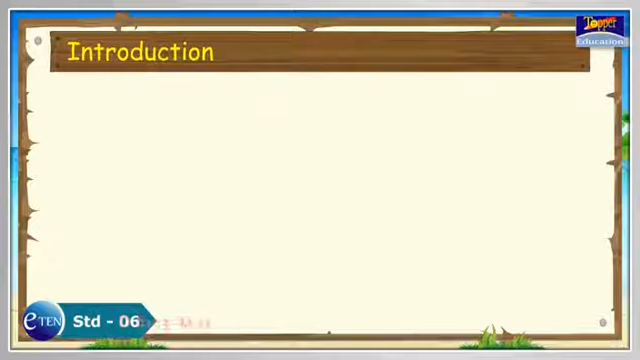 Introduction
Topper
Education
eTEN
Std - 06